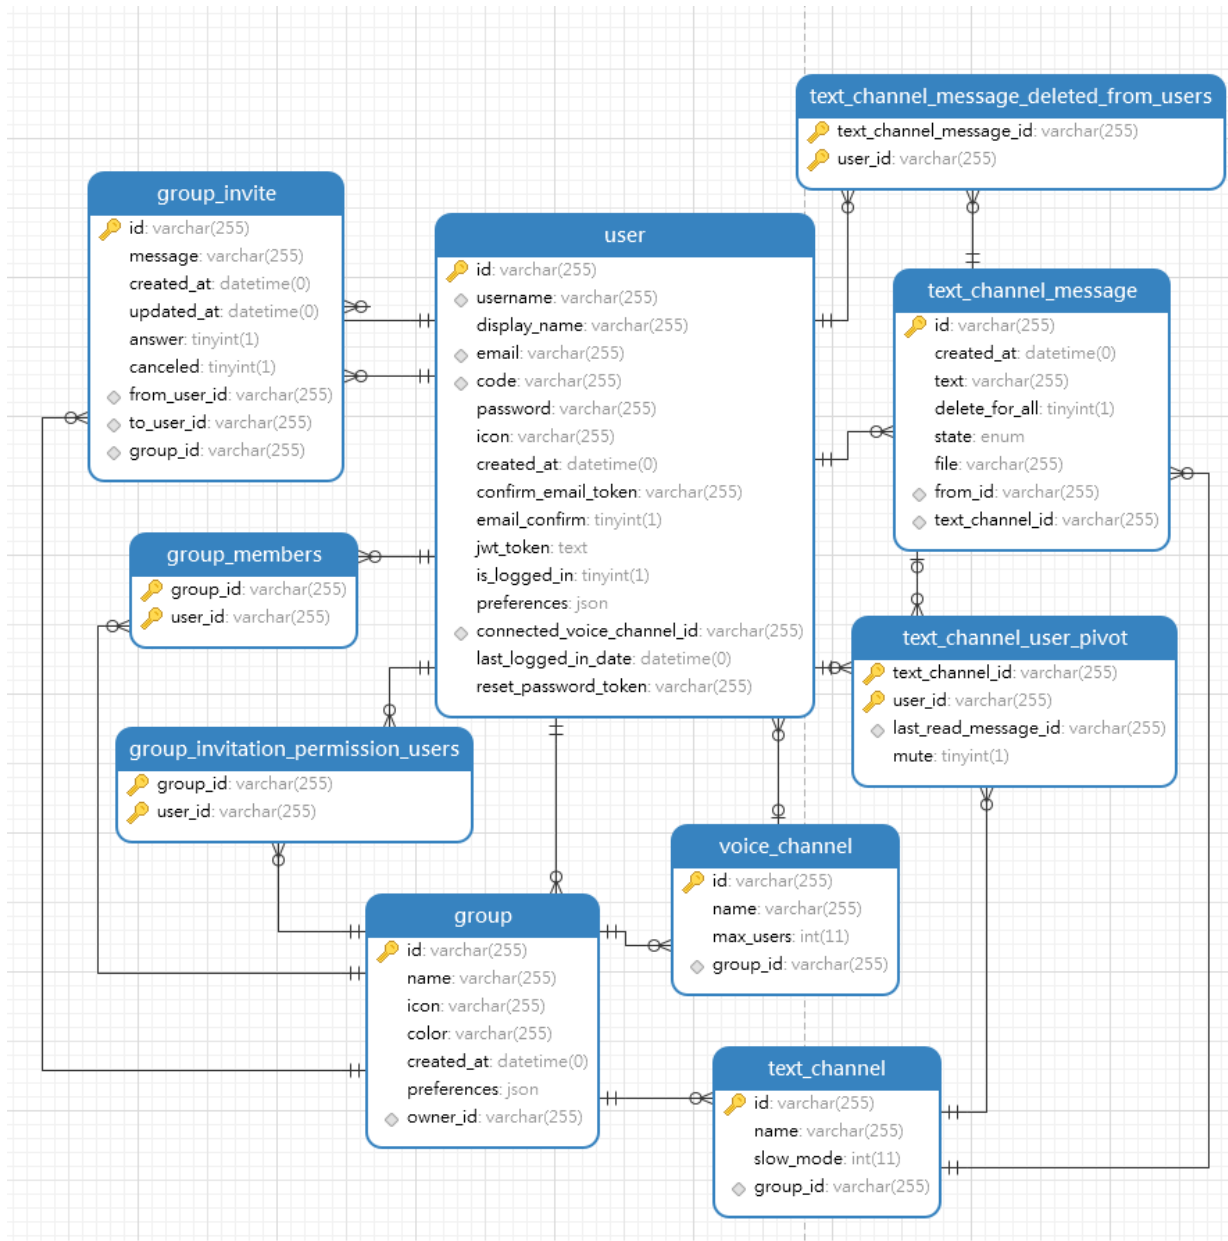 text_channel_message_deleted_from_users
text_channel_message_id: varchar(255)
user_id: varchar(255)
group_invite
id: varchar(255)
message: varchar(255)
created_at: datetime(0)
updated_at: datetime(0)
answer: tinyint(1)
canceled: tinyint(1)
from_user_id: varchar(255)
to_user_id: varchar(255)
group_id: varchar(255)
user
id: varchar(255)
username: varchar(255)
display_name: varchar(255)
email: varchar(255)
code: varchar(255)
password: varchar(255)
icon: varchar(255)
created_at: datetime(0)
confirm_email_token: varchar(255)
email_confirm: tinyint(1)
jwt_token: text
is_logged_in: tinyint(1)
preferences: json
connected_voice_channel_id: varchar(255)
last_logged_in_date: datetime(0)
reset_password_token: varchar(255)
text_channel_message
id: varchar(255)
created_at: datetime(0)
text: varchar(255)
delete_for_all: tinyint(1)
state: enum
file: varchar(255)
from_id: varchar(255)
text_channel_id: varchar(255)
group_members
group_id: varchar(255)
user_id: varchar(255)
text_channel_user_pivot
text_channel_id: varchar(255)
user_id: varchar(255)
last_read_message_id: varchar(255)
mute: tinyint(1)
group_invitation_permission_users
group_id: varchar(255)
user_id: varchar(255)
voice_channel
id: varchar(255)
name: varchar(255)
max_users: int(11)
group_id: varchar(255)
group
id: varchar(255)
name: varchar(255)
icon: varchar(255)
color: varchar(255)
created_at: datetime(0)
preferences: json
owner_id: varchar(255)
text_channel
id: varchar(255)
name: varchar(255)
slow_mode: int(11)
group_id: varchar(255)